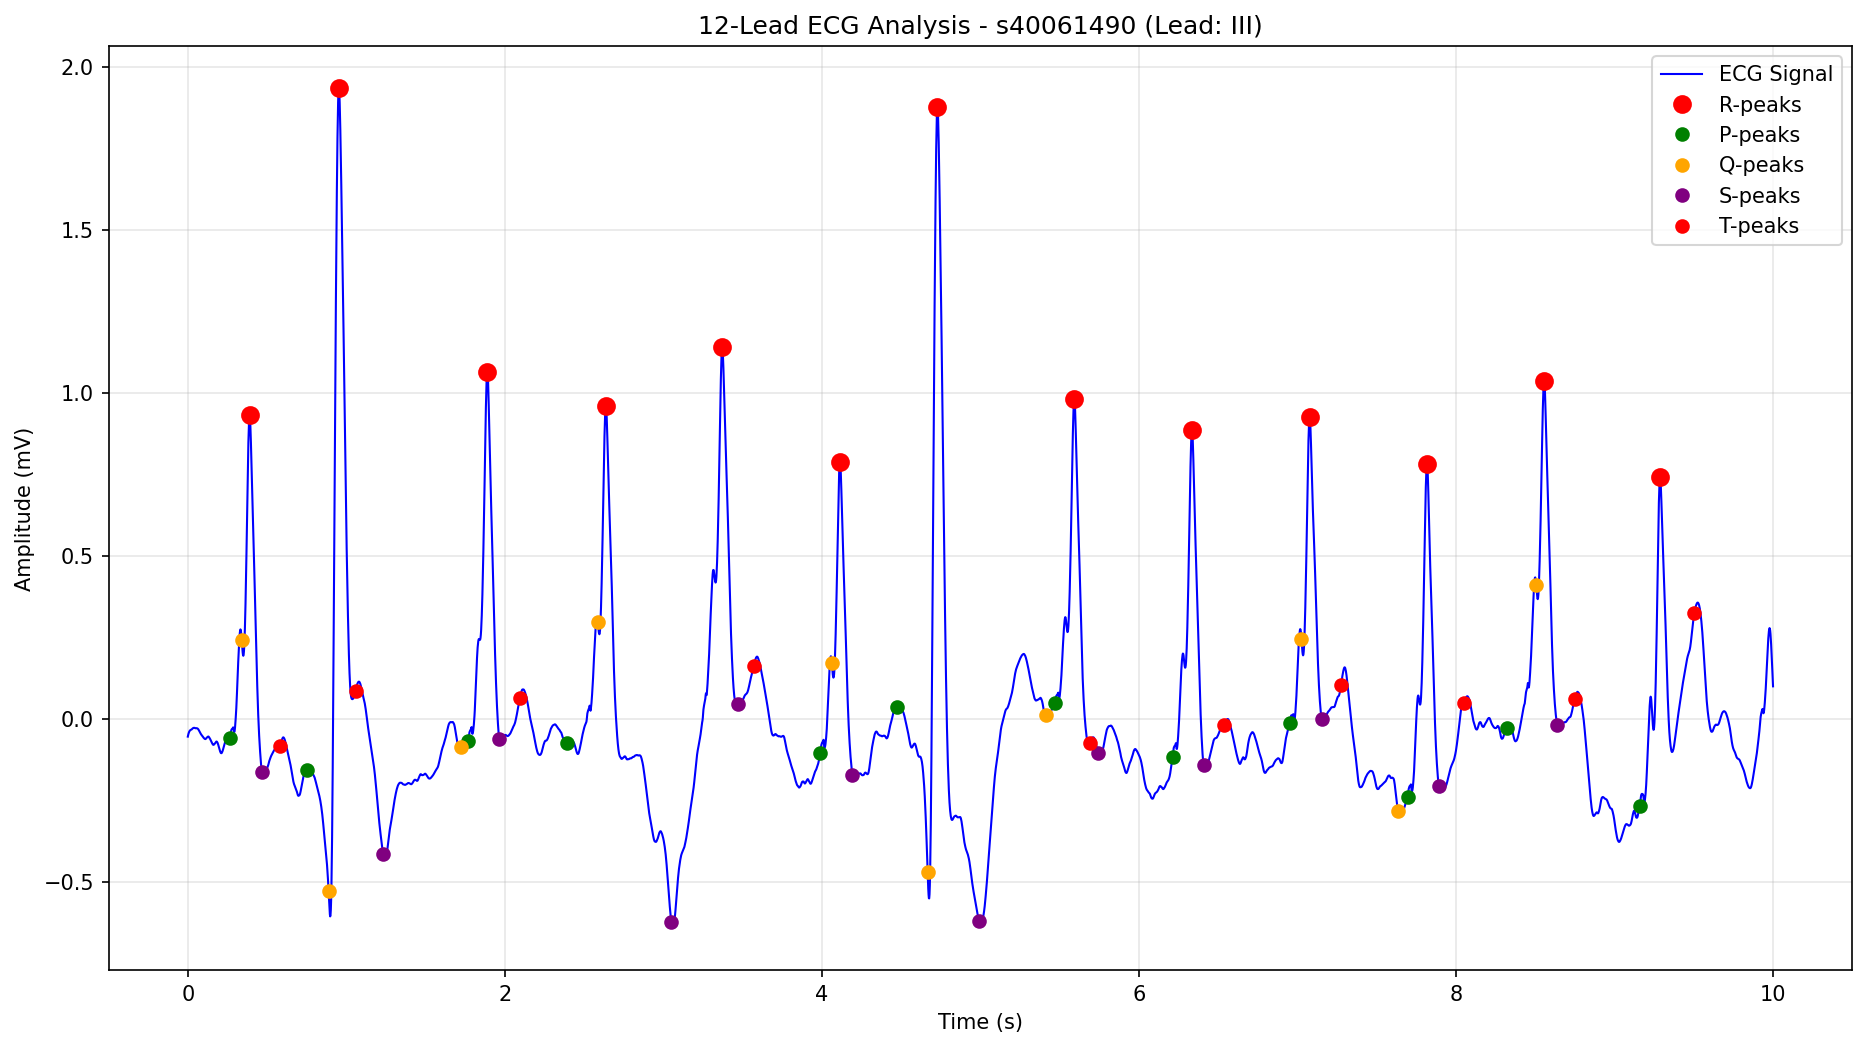 12-Lead ECG Analysis - s40061490 (Lead: III)
ECG Signal
R-peaks
P-peaks
Q-peaks
S-peaks
T-peaks
Amplitude (mV)
2.0
1.5
1.0
0.5
0.0
−0.5
0 2 4 6 8 10
Time (s)